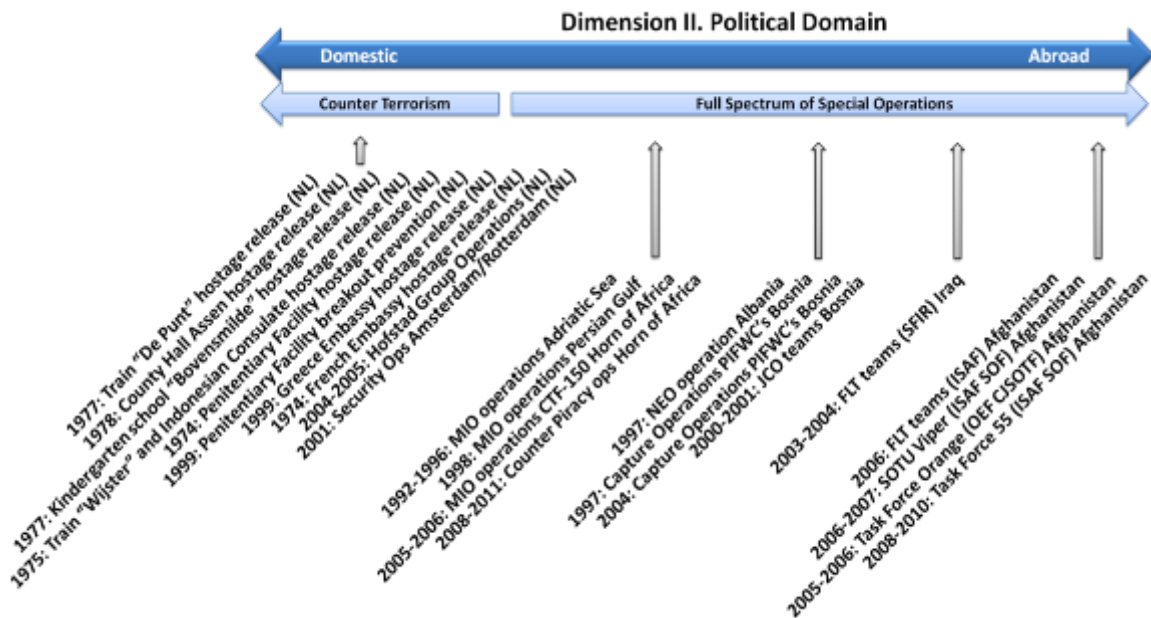 Dimension II. Political Domain
Domestic
Abroad
Counter Terrorism
Full Spectrum of Special Operations
1977: Train “De Punt” hostage release (NL)
1978: County Hall Assen hostage release (NL)
1977: Kindergarten school “Bovensmilde” hostage release (NL)
1975: Train “Wijster” and Indonesian Consulate hostage release (NL)
1974: Penitentiary Facility hostage release (NL)
1999: Penitentiary Facility breakout prevention (NL)
1999: Greece Embassy hostage release (NL)
1974: French Embassy hostage release (NL)
2004-2005: Hofstad Group Operations (NL)
2001: Security Ops Amsterdam/Rotterdam (NL)
1992-1996: MIO operations Adriatic Sea
1998: MIO operations Persian Gulf
2005-2006: MIO operations CTF-150 Horn of Africa
2008-2011: Counter Piracy ops Horn of Africa
1997: NEO operation Albania
1997: Capture Operations PIFWC’s Bosnia
2004: Capture Operations PIFWC’s Bosnia
2000-2001: JCO teams Bosnia
2003-2004: FLT teams (SFIR) Iraq
2006: FLT teams (ISAF) Afghanistan
2006-2007: SOTU Viper (ISAF SOF) Afghanistan
2005-2006: Task Force Orange (OEF CJSOTF) Afghanistan
2008-2010: Task Force 55 (ISAF SOF) Afghanistan